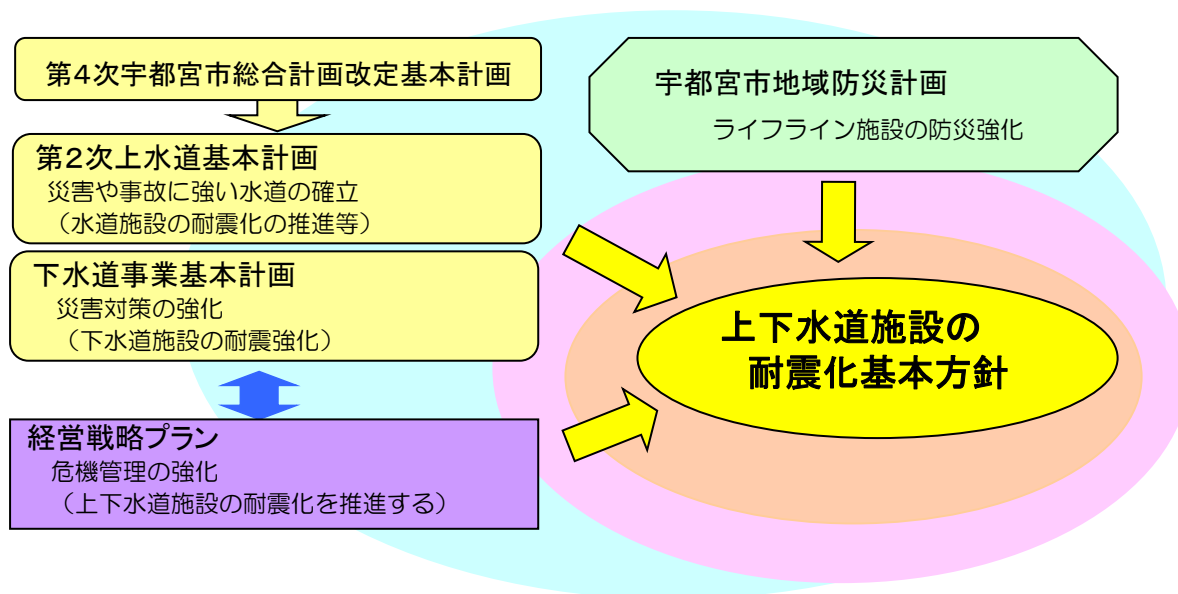 第4次宇都宮市総合計画改定基本計画
第2次上水道基本計画
災害や事故に強い水道の確立
(水道施設の耐震化の推進等)
下水道事業基本計画
災害対策の強化
(下水道施設の耐震強化)
経営戦略プラン
危機管理の強化
(上下水道施設の耐震化を推進する)
宇都宮市地域防災計画
ライフライン施設の防災強化
上下水道施設の
耐震化基本方針